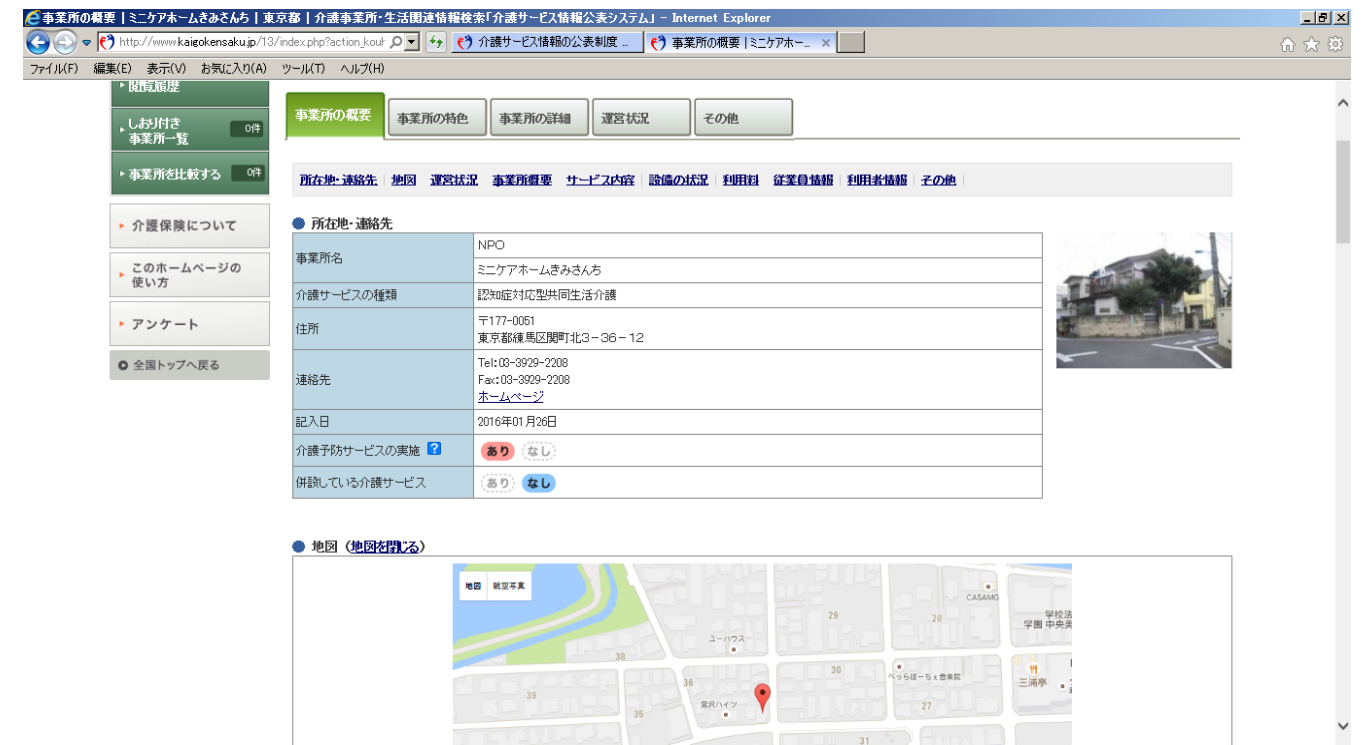 事業所の概要 | ミニケアホームきみさんち | 東京都 | 介護事業所・生活関連情報検索「介護サービス情報公表システム」 - Internet Explorer
http://www.kaigokensaku.jp/13/index.php?action_kouh
介護サービス情報の公表制度 ...
事業所の概要 | ミニケアホー...
ファイル(F) 編集(E) 表示(V) お気に入り(A) ツール(T) ヘルプ(H)
閲覧履歴
しおり付き
事業所一覧
0件
事業所を比較する 0件
介護保険について
このホームページの
使い方
アンケート
全国トップへ戻る
事業所の概要 事業所の特色 事業所の詳細 運営状況 その他
所在地・連絡先 地図 運営状況 事業所概要 サービス内容 設備の状況 利用料 従業員情報 利用者情報 その他
所在地・連絡先
事業所名
NPO
ミニケアホームきみさんち
介護サービスの種類 認知症対応型共同生活介護
住所
〒177-0051
東京都練馬区関町北3-36-12
連絡先
Tel:03-3929-2208
Fax:03-3929-2208
ホームページ
記入日 2016年01月26日
介護予防サービスの実施 ? あり なし
併設している介護サービス あり なし
地図 (地図を閉じる)
地図 航空写真
CASAMO
29
28
学校法
学園 中央美
ユーハウス
38
30
ぺっらぼーちぇ音楽院
三浦亭
39
36
宮沢ハイツ
27
35
31